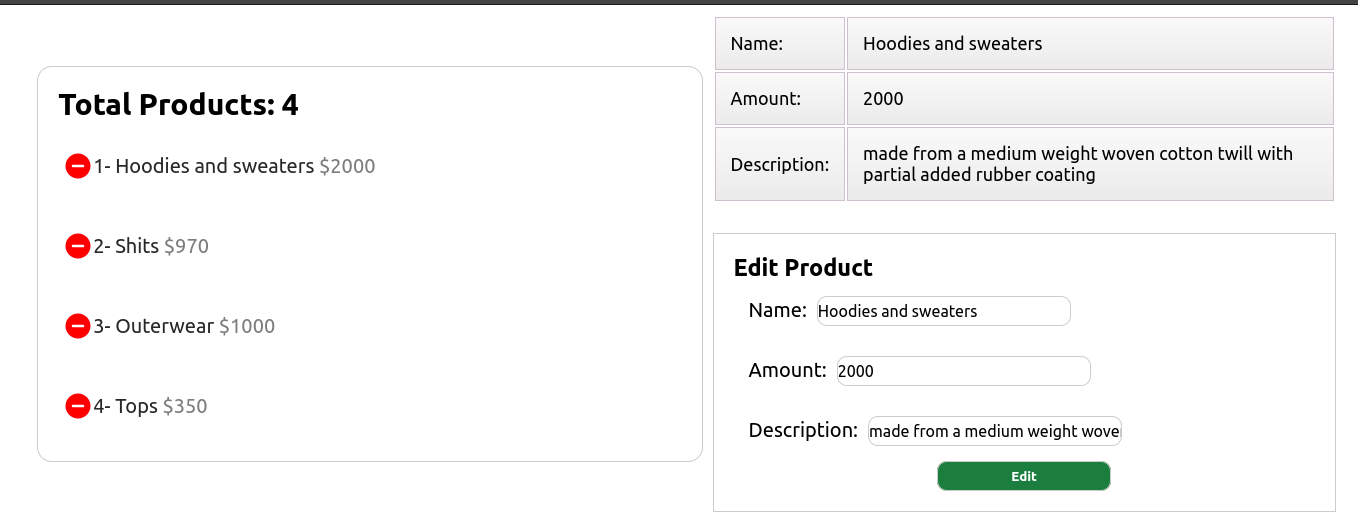 Total Products: 4
1- Hoodies and sweaters $2000
2- Shits $970
3- Outerwear $1000
4- Tops $350
Name: Hoodies and sweaters
Amount: 2000
Description: made from a medium weight woven cotton twill with
partial added rubber coating
Edit Product
Name: Hoodies and sweaters
Amount: 2000
Description: made from a medium weight wove
Edit